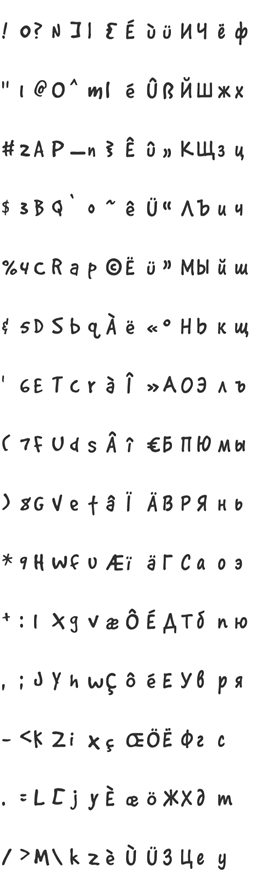 ! 0 ? N ] l { É ù ü И Ч ё ф
" 1 @ O ^ m | é Û ß Й Ш ж х
# 2 A P _ n } Ê û „ К Щ з ц
$ 3 B Q ` o ~ ê Ü “ Л Ъ и ч
% 4 C R a p © Ë ü ” М Ы й ш
& 5 D S b q À ë « ° Н Ь к щ
' 6 E T c r à Î » А О Э л ъ
( 7 F U d s Â î € Б П Ю м ы
) 8 G V e t â Ï Ä В Р Я н ь
* 9 H W f u Æ ï ä Г С а о э
+ : I X g v æ Ô É Д Т б п ю
, ; J Y h w Ç ô é Е У в р я
- < K Z i x ç Œ Ö Ё Ф г с
. = L [ j y È œ ö Ж Х д т
/ > M \ k z è Ù Ü З Ц е у